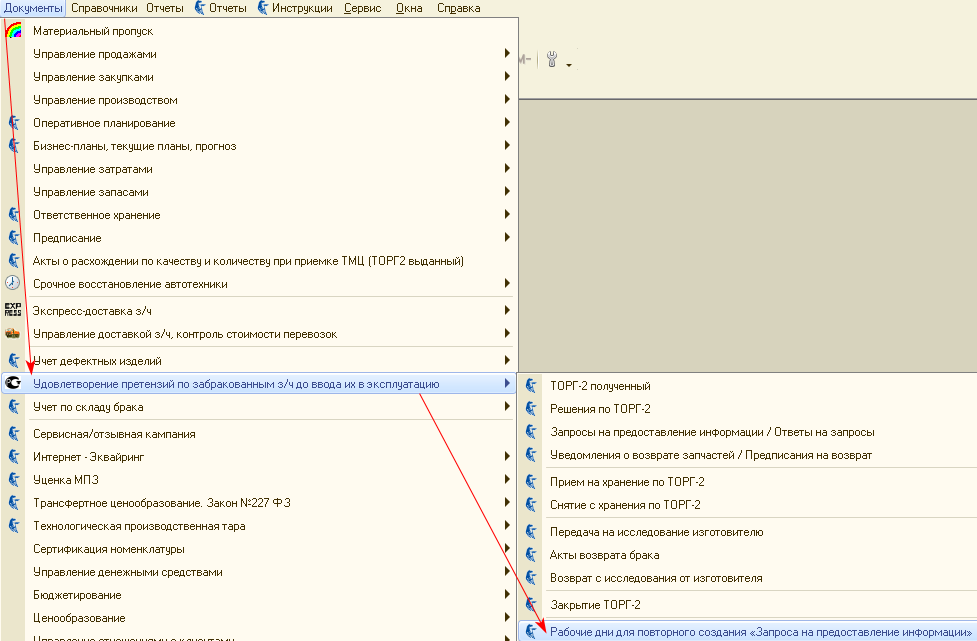 Документы Справочники Отчеты Отчеты Инструкции Сервис Окна Справка
Материальный пропуск
Управление продажами
Управление закупками
Управление производством
Оперативное планирование
Бизнес-планы, текущие планы, прогноз
Управление затратами
Управление запасами
Ответственное хранение
Предписание
Акты о расхождении по качеству и количеству при приемке ТМЦ (ТОРГ2 выданный)
Срочное восстановление автотехники
EXP
RESS
Экспресс-доставка з/ч
Управление доставкой з/ч, контроль стоимости перевозок
Учет дефектных изделий
Удовлетворение претензий по забракованным з/ч до ввода их в эксплуатацию
Учет по складу брака
Сервисная/отзывная кампания
Интернет - Эквайринг
Уценка МПЗ
Трансфертное ценообразование. Закон №227 ФЗ
Технологическая производственная тара
Сертификация номенклатуры
Управление денежными средствами
Бюджетирование
Ценообразование
Управление отношениями с клиентами
M-
ТОРГ-2 полученный
Решения по ТОРГ-2
Запросы на предоставление информации / Ответы на запросы
Уведомления о возврате запчастей / Предписания на возврат
Прием на хранение по ТОРГ-2
Снятие с хранения по ТОРГ-2
Передача на исследование изготовителю
Акты возврата брака
Возврат с исследования от изготовителя
Закрытие ТОРГ-2
Рабочие дни для повторного создания «Запроса на предоставление информации»